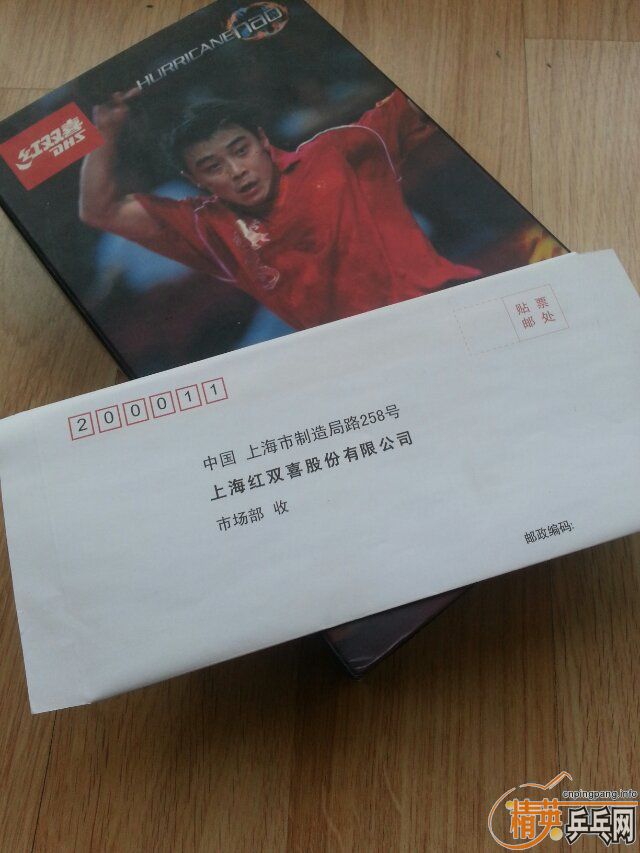 HURRICANE HAO
红双喜
DHS
贴 票
邮 处
200011
中国 上海市制造局路258号
上海红双喜股份有限公司
市场部 收
邮政编码:
cnpingpang.info
精英乒乓网